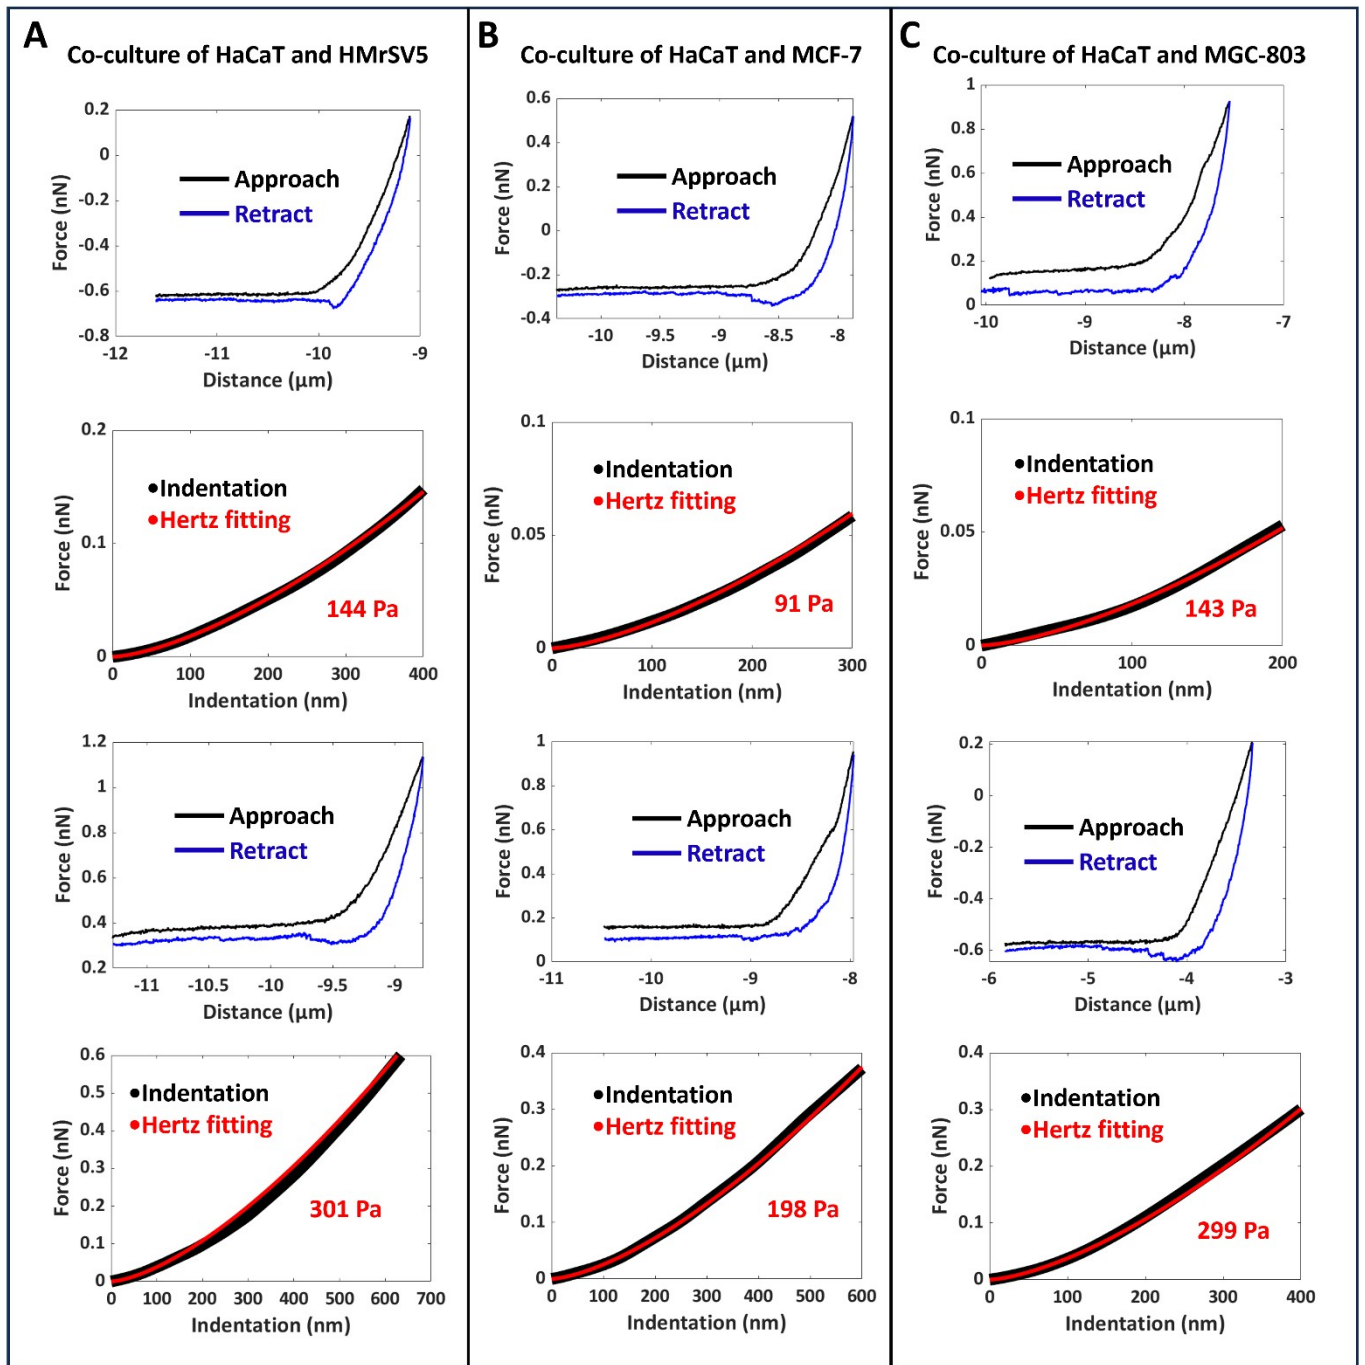 A
Co-culture of HaCaT and HMrSV5
0.2
0
-0.2
-0.4
-0.6
-0.8
Force (nN)
Approach
Retract
-12
-11
-10
-9
Distance (μm)
0.2
0.1
0
Force (nN)
Indentation
Hertz fitting
144 Pa
0
100
200
300
400
Indentation (nm)
1.2
1
0.8
0.6
0.4
0.2
Force (nN)
Approach
Retract
-11
-10.5
-10
-9.5
-9
Distance (μm)
0.6
0.5
0.4
0.3
0.2
0.1
0
Force (nN)
Indentation
Hertz fitting
301 Pa
0
100
200
300
400
500
600
700
Indentation (nm)
B
Co-culture of HaCaT and MCF-7
0.6
0.4
0.2
0
-0.2
-0.4
Force (nN)
Approach
Retract
-10
-9.5
-9
-8.5
-8
Distance (μm)
0.1
0.05
0
Force (nN)
Indentation
Hertz fitting
91 Pa
0
100
200
300
Indentation (nm)
1
0.8
0.6
0.4
0.2
0
Force (nN)
Approach
Retract
-11
-10
-9
-8
Distance (μm)
0.4
0.3
0.2
0.1
0
Force (nN)
Indentation
Hertz fitting
198 Pa
0
100
200
300
400
500
600
Indentation (nm)
C
Co-culture of HaCaT and MGC-803
1
0.8
0.6
0.4
0.2
0
Force (nN)
Approach
Retract
-10
-9
-8
-7
Distance (μm)
0.1
0.05
0
Force (nN)
Indentation
Hertz fitting
143 Pa
0
100
200
Indentation (nm)
0.2
0
-0.2
-0.4
-0.6
Force (nN)
Approach
Retract
-6
-5
-4
-3
Distance (μm)
0.4
0.3
0.2
0.1
0
Force (nN)
Indentation
Hertz fitting
299 Pa
0
100
200
300
400
Indentation (nm)